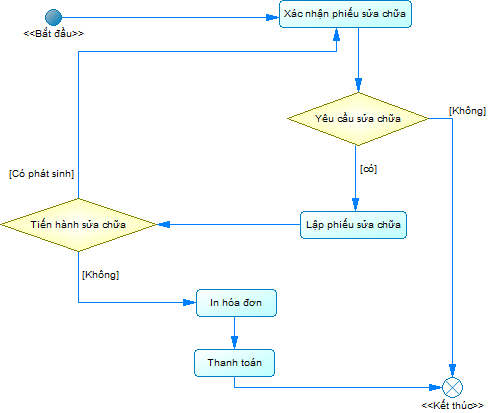 Xác nhận phiếu sửa chữa
<<Bắt đầu>>
[Không]
Yêu cầu sửa chữa
[có]
[Có phát sinh]
Tiến hành sửa chữa
Lập phiếu sửa chữa
[Không]
In hóa đơn
Thanh toán
<<Kết thúc>>